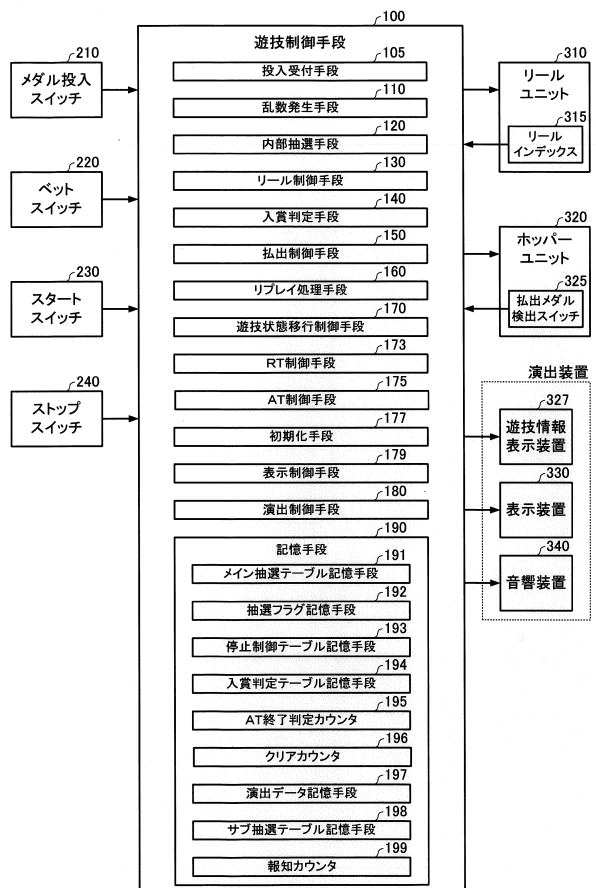 100
遊技制御手段
105
投入受付手段
110
乱数発生手段
120
内部抽選手段
130
リール制御手段
140
入賞判定手段
150
払出制御手段
160
リプレイ処理手段
170
遊技状態移行制御手段
173
RT制御手段
175
AT制御手段
177
初期化手段
179
表示制御手段
180
演出制御手段
190
記憶手段
191
メイン抽選テーブル記憶手段
192
抽選フラグ記憶手段
193
停止制御テーブル記憶手段
194
入賞判定テーブル記憶手段
195
AT終了判定カウンタ
196
クリアカウンタ
197
演出データ記憶手段
198
サブ抽選テーブル記憶手段
199
報知カウンタ
210
メダル投入
スイッチ
220
ベット
スイッチ
230
スタート
スイッチ
240
ストップ
スイッチ
310
リール
ユニット
315
リール
インデックス
320
ホッパー
ユニット
325
払出メダル
検出スイッチ
演出装置
327
遊技情報
表示装置
330
表示装置
340
音響装置